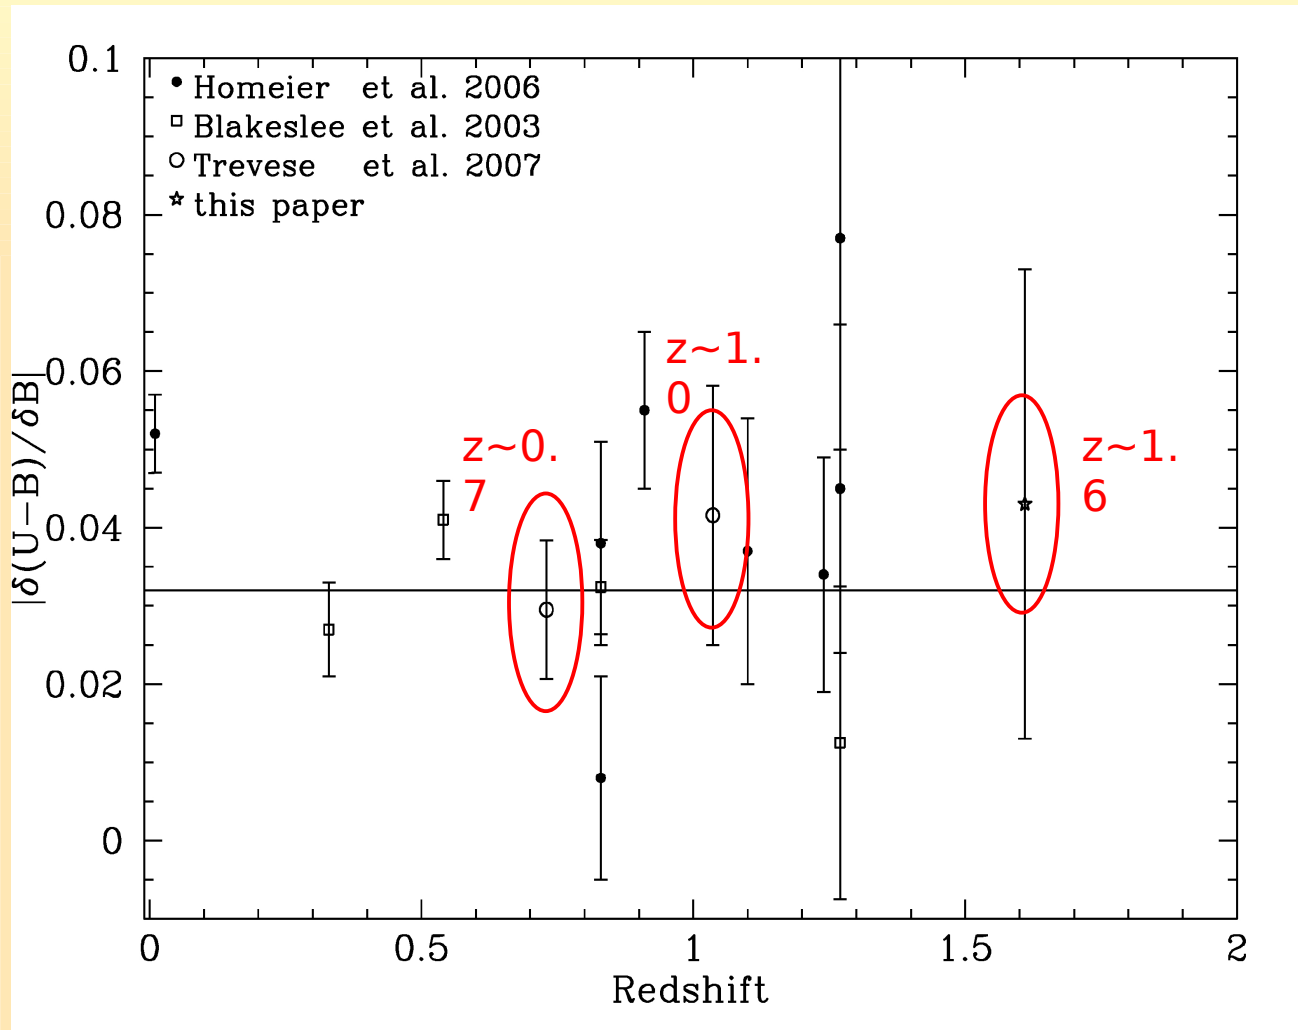 0.1
0.08
0.06
0.04
0.02
0
|δ(U−B)/δB|
Homeier et al. 2006
Blakeslee et al. 2003
Trevese et al. 2007
this paper
z~0.
7
z~1.
0
z~1.
6
0 0.5 1 1.5 2
Redshift